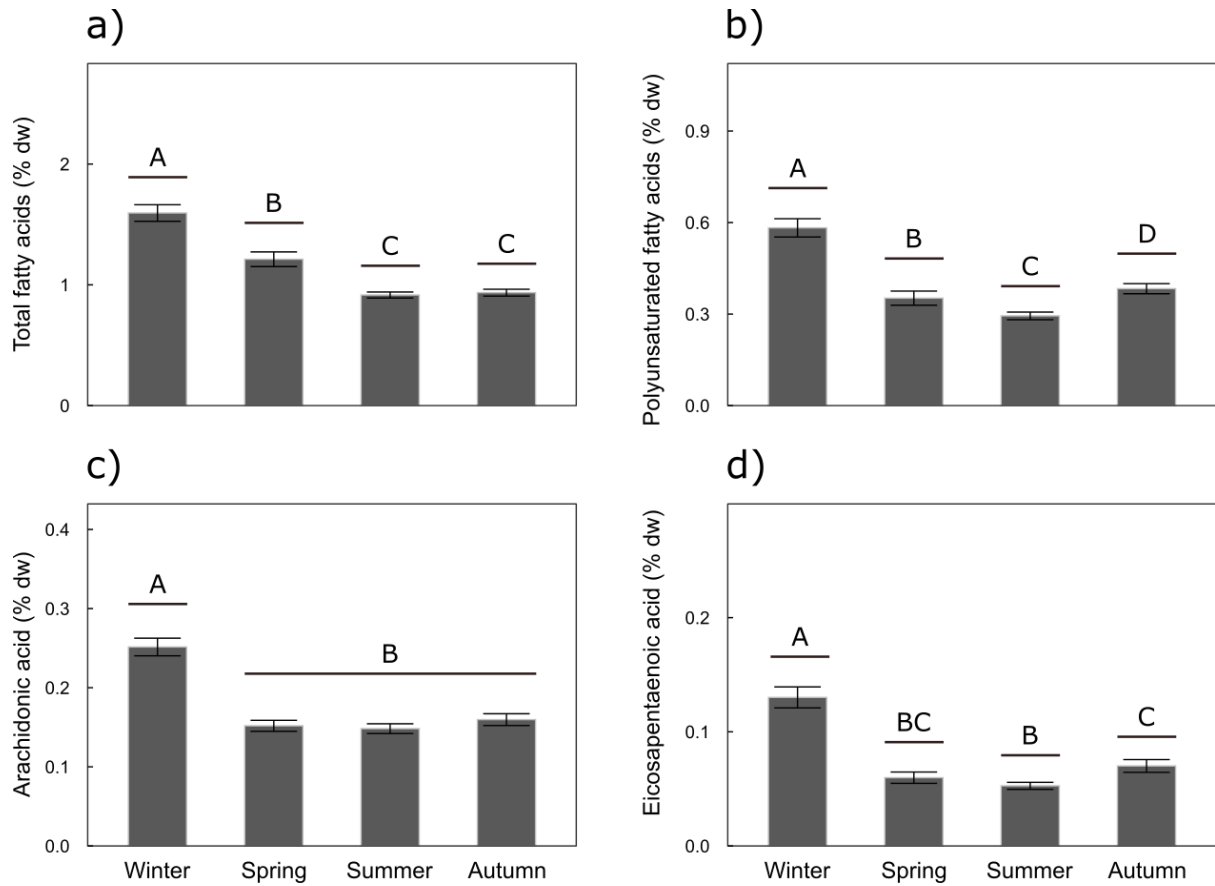 a)
Total fatty acids (% dw)
2
1
0
A
B
C
C
b)
Polyunsaturated fatty acids (% dw)
0.9
0.6
0.3
0.0
A
B
C
D
c)
Arachidonic acid (% dw)
0.4
0.3
0.2
0.1
0.0
A
B
Winter Spring Summer Autumn
d)
Eicosapentaenoic acid (% dw)
0.2
0.1
0.0
A
BC
B
C
Winter Spring Summer Autumn